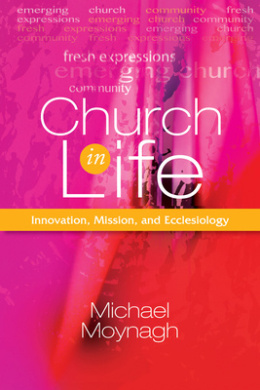 emerging church community fresh
expressions emerging church community
fresh expressions emerging church
community fresh expressions emerging
fresh expressions
emerging church
community
Church
in
Life
Innovation, Mission, and Ecclesiology
Michael
Moynagh